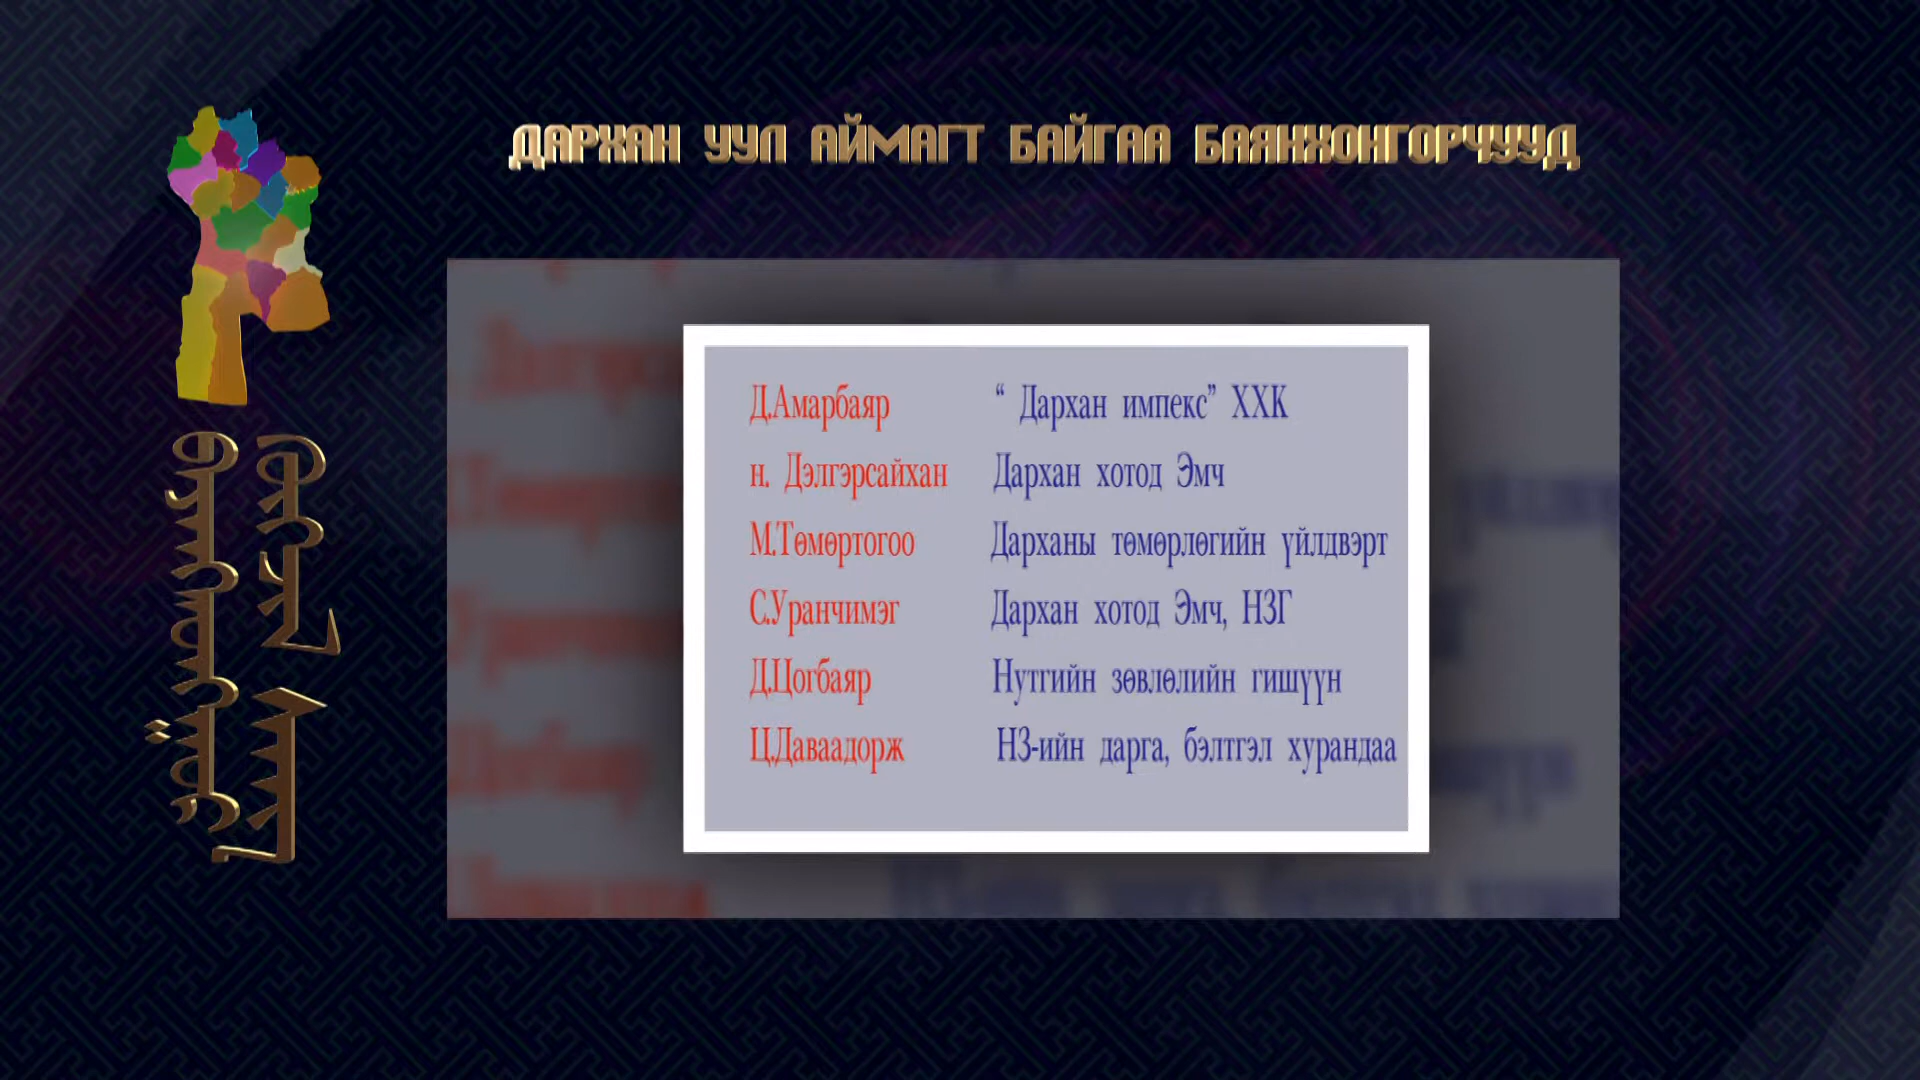 ДАРХАН УУЛ АЙМАГТ БАЙГАА БАЯНХОНГОРЧУУД
Д.Амарбаяр “ Дархан импекс” ХХК
н. Дэлгэрсайхан Дархан хотод Эмч
М.Төмөртогоо Дарханы төмөрлөгийн үйлдвэрт
С.Уранчимэг Дархан хотод Эмч, НЗГ
Д.Цогбаяр Нутгийн зөвлөлийн гишүүн
Ц.Даваадорж НЗ-ийн дарга, бэлтгэл хурандаа